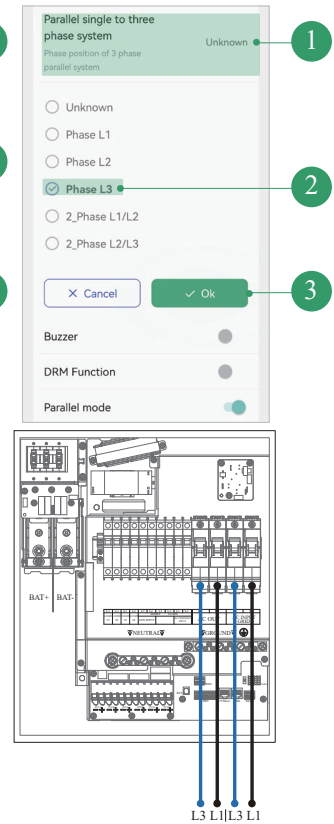 Parallel single to three
phase system
Unknown
1
Phase position of 3 phase
parallel system
Unknown
Phase L1
Phase L2
Phase L3
2
2_Phase L1/L2
2_Phase L2/L3
Cancel
Ok
3
Buzzer
DRM Function
Parallel mode
BAT+ BAT-
AC OUT
INPUT
GRID
NEUTRAL
GROUND
L3 L1 L3 L1